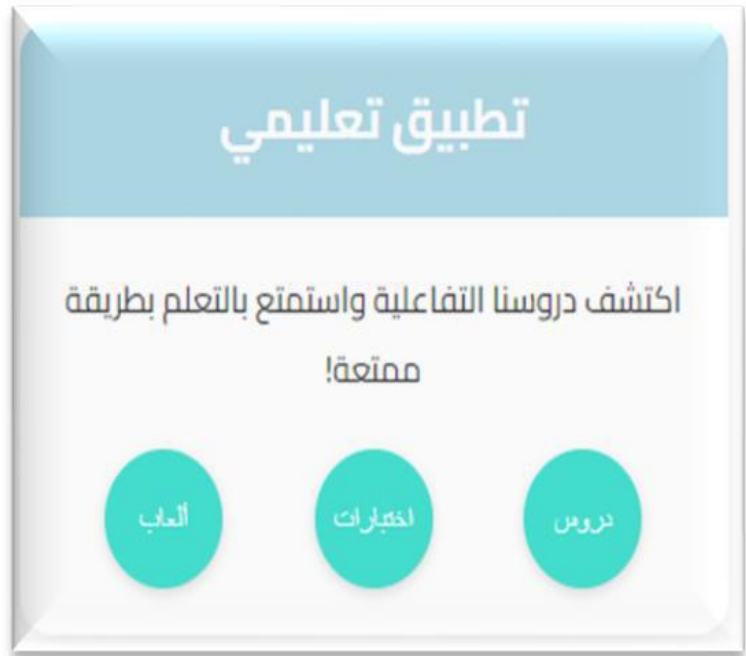 تطبيق تعليمي
اكتشف دروسنا التفاعلية واستمتع بالتعلم بطريقة
ممتعة!
دروس
اختبارات
ألعاب